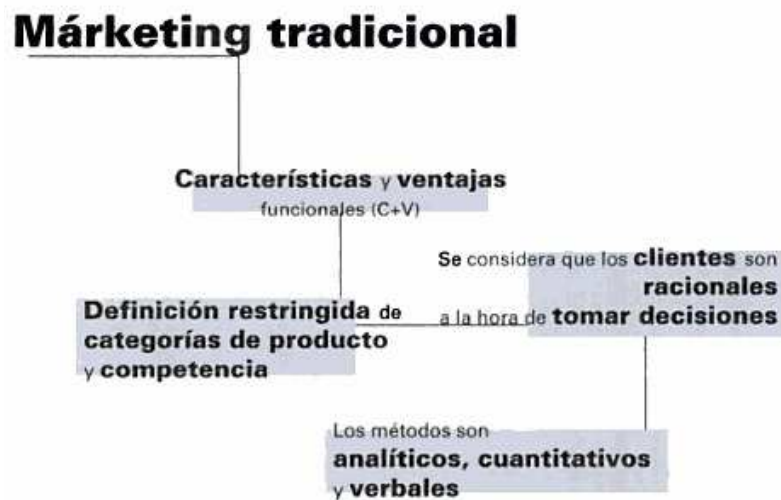 Márketing tradicional
Características y ventajas
funcionales (C+V)
Definición restringida de
categorías de producto
y competencia
Se considera que los clientes son
racionales
a la hora de tomar decisiones
Los métodos son
analíticos, cuantitativos
y verbales